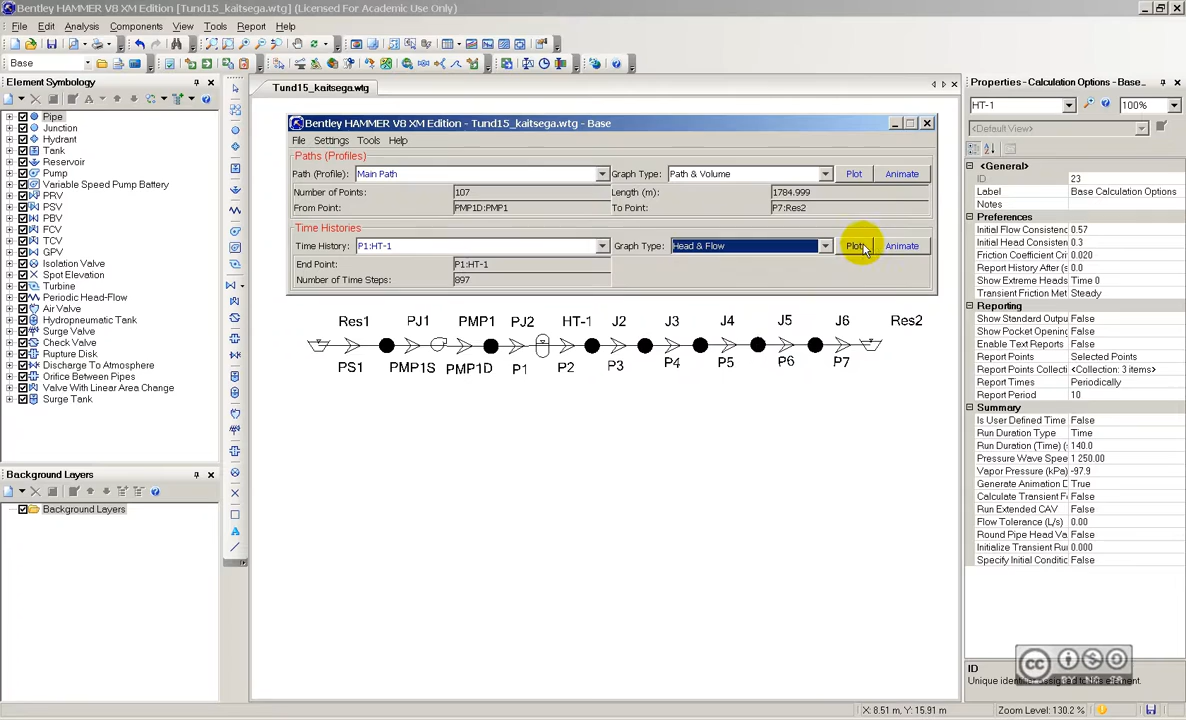 Bentley HAMMER V8 XM Edition [Tund15_kaitsega.wtg] (Licensed For Academic Use Only)
File Edit Analysis Components View Tools Report Help
Base
Element Symbology
Pipe
Junction
Hydrant
Tank
Reservoir
Pump
Variable Speed Pump Battery
PRV
PSV
PBV
FCV
TCV
GPV
Isolation Valve
Spot Elevation
Turbine
Periodic Head-Flow
Air Valve
Hydropneumatic Tank
Surge Valve
Check Valve
Rupture Disk
Discharge To Atmosphere
Orifice Between Pipes
Valve With Linear Area Change
Surge Tank
Background Layers
Background Layers
Tund15_kaitsega.wtg
Bentley HAMMER V8 XM Edition - Tund15_kaitsega.wtg - Base
File Settings Tools Help
Paths (Profiles)
Path (Profile): Main Path Graph Type: Path & Volume Plot Animate
Number of Points: 107 Length (m): 1784.999
From Point: PMP1D:PMP1 To Point: P7:Res2
Time Histories
Time History: P1:HT-1 Graph Type: Head & Flow Plot Animate
End Point: P1:HT-1
Number of Time Steps: 897
Res1 PJ1 PMP1 PJ2 HT-1 J2 J3 J4 J5 J6 Res2
PS1 PMP1S PMP1D P1 P2 P3 P4 P5 P6 P7
Properties - Calculation Options - Base...
HT-1 100%
<Default View>
<General>
ID 23
Label Base Calculation Options
Notes
Preferences
Initial Flow Consisten 0.57
Initial Head Consisten 0.3
Friction Coefficient Cri 0.020
Report History After (s 0.0
Show Extreme Heads Time 0
Transient Friction Met Steady
Reporting
Show Standard Outpu False
Show Pocket Opening False
Enable Text Reports False
Report Points Selected Points
Report Points Collecti <Collection: 3 items>
Report Times Periodically
Report Period 10
Summary
Is User Defined Time False
Run Duration Type Time
Run Duration (Time) ( 140.0
Pressure Wave Spee 1 250.00
Vapor Pressure (kPa) -97.9
Generate Animation D True
Calculate Transient F False
Run Extended CAV False
Flow Tolerance (L/s) 0.00
Round Pipe Head Va False
Initialize Transient Ru 0.000
Specify Initial Conditic False
ID
Unique identifier assigned to this element.
cc
BY NC SA
X: 8.51 m, Y: 15.91 m Zoom Level: 130.2 %